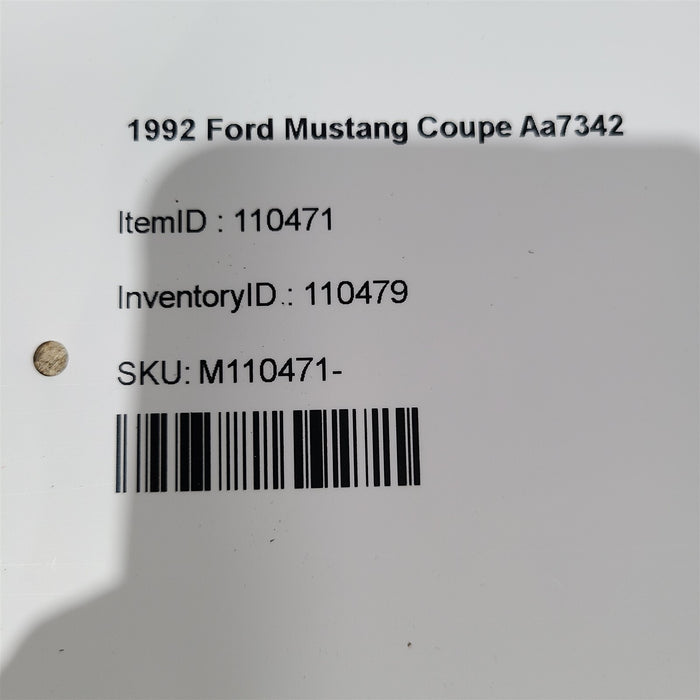 1992 Ford Mustang Coupe Aa7342
ItemID : 110471
InventoryID : 110479
SKU: M110471-